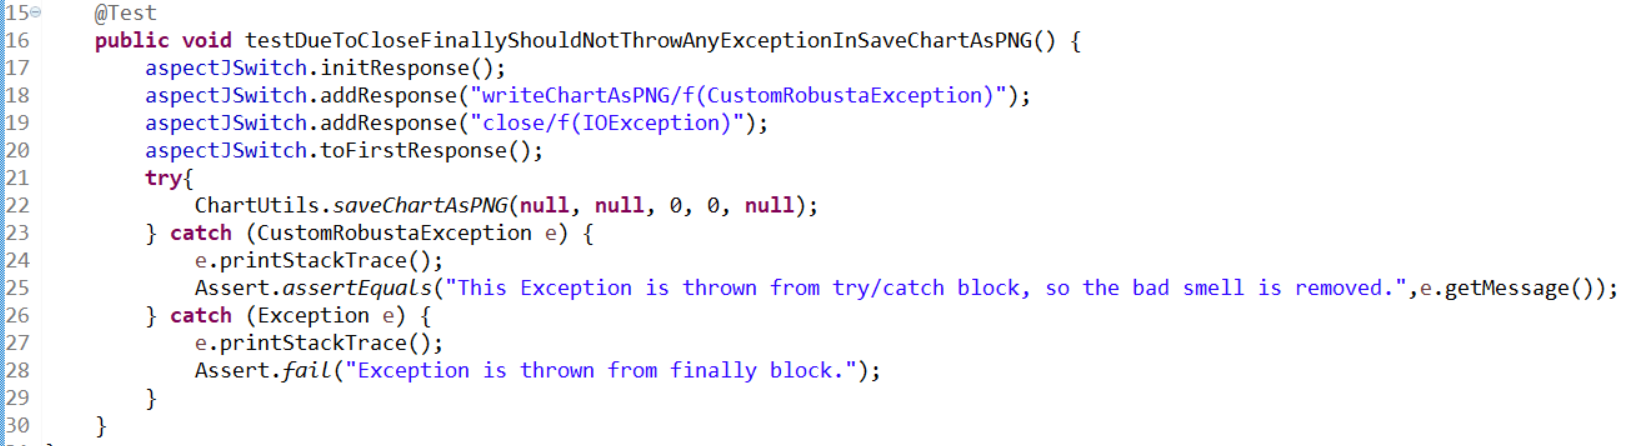 15 @Test
16 public void testDueToCloseFinallyShouldNotThrowAnyExceptionInSaveChartAsPNG() {
17 aspectJSwitch.initResponse();
18 aspectJSwitch.addResponse("writeChartAsPNG/f(CustomRobustaException)");
19 aspectJSwitch.addResponse("close/f(IOException)");
20 aspectJSwitch.toFirstResponse();
21 try{
22 ChartUtils.saveChartAsPNG(null, null, 0, 0, null);
23 } catch (CustomRobustaException e) {
24 e.printStackTrace();
25 Assert.assertEquals("This Exception is thrown from try/catch block, so the bad smell is removed.",e.getMessage());
26 } catch (Exception e) {
27 e.printStackTrace();
28 Assert.fail("Exception is thrown from finally block.");
29 }
30 }